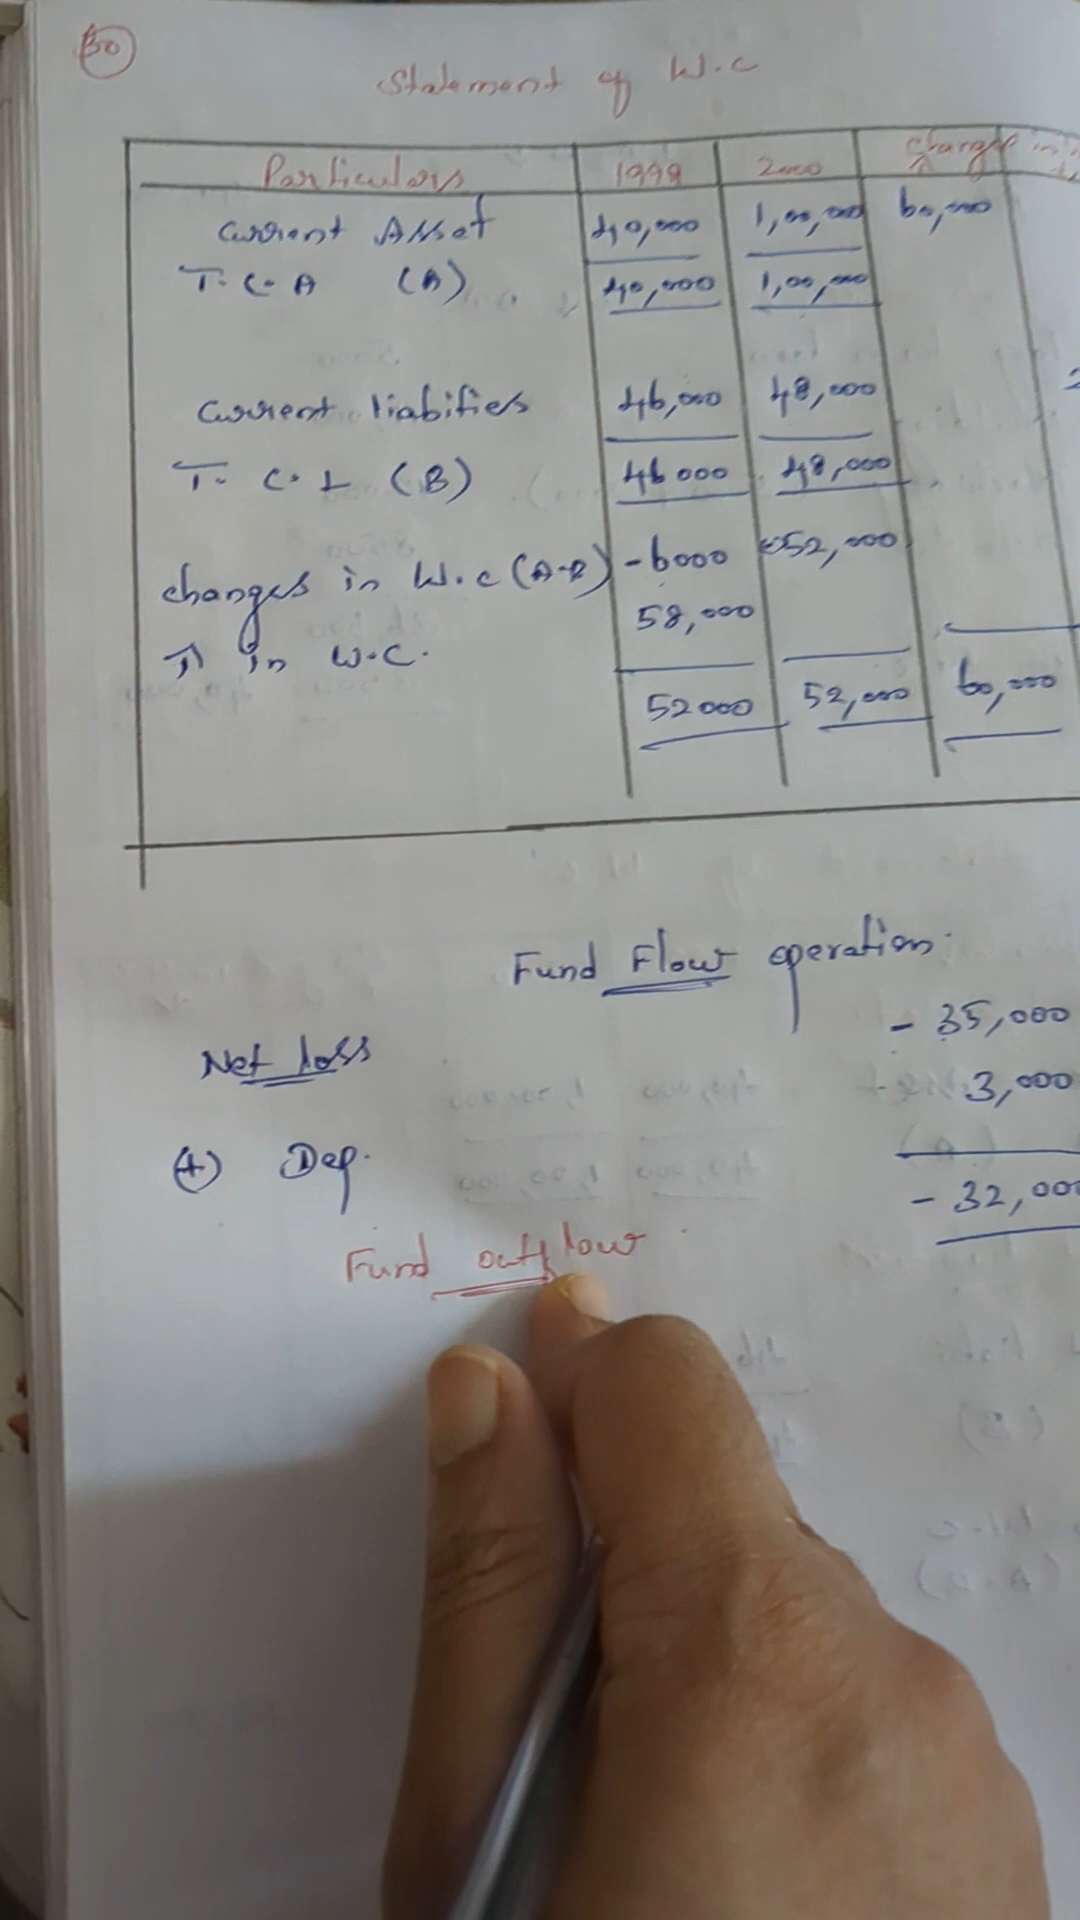 30
Statement of W.C
Particulars 1999 2000 changes in
Current Asset 40,000 1,00,000 60,000
T. C. A (A) 40,000 1,00,000
Current liabifies 46,000 48,000
T. C. L (B) 46000 48,000
changes in W.C (A-B) -6000 52,000
↑ in W.C. 58,000
52000 52,000 60,000
Fund Flow operation.
Net loss - 35,000
(+) Dep. 3,000
- 32,000
Fund outflow